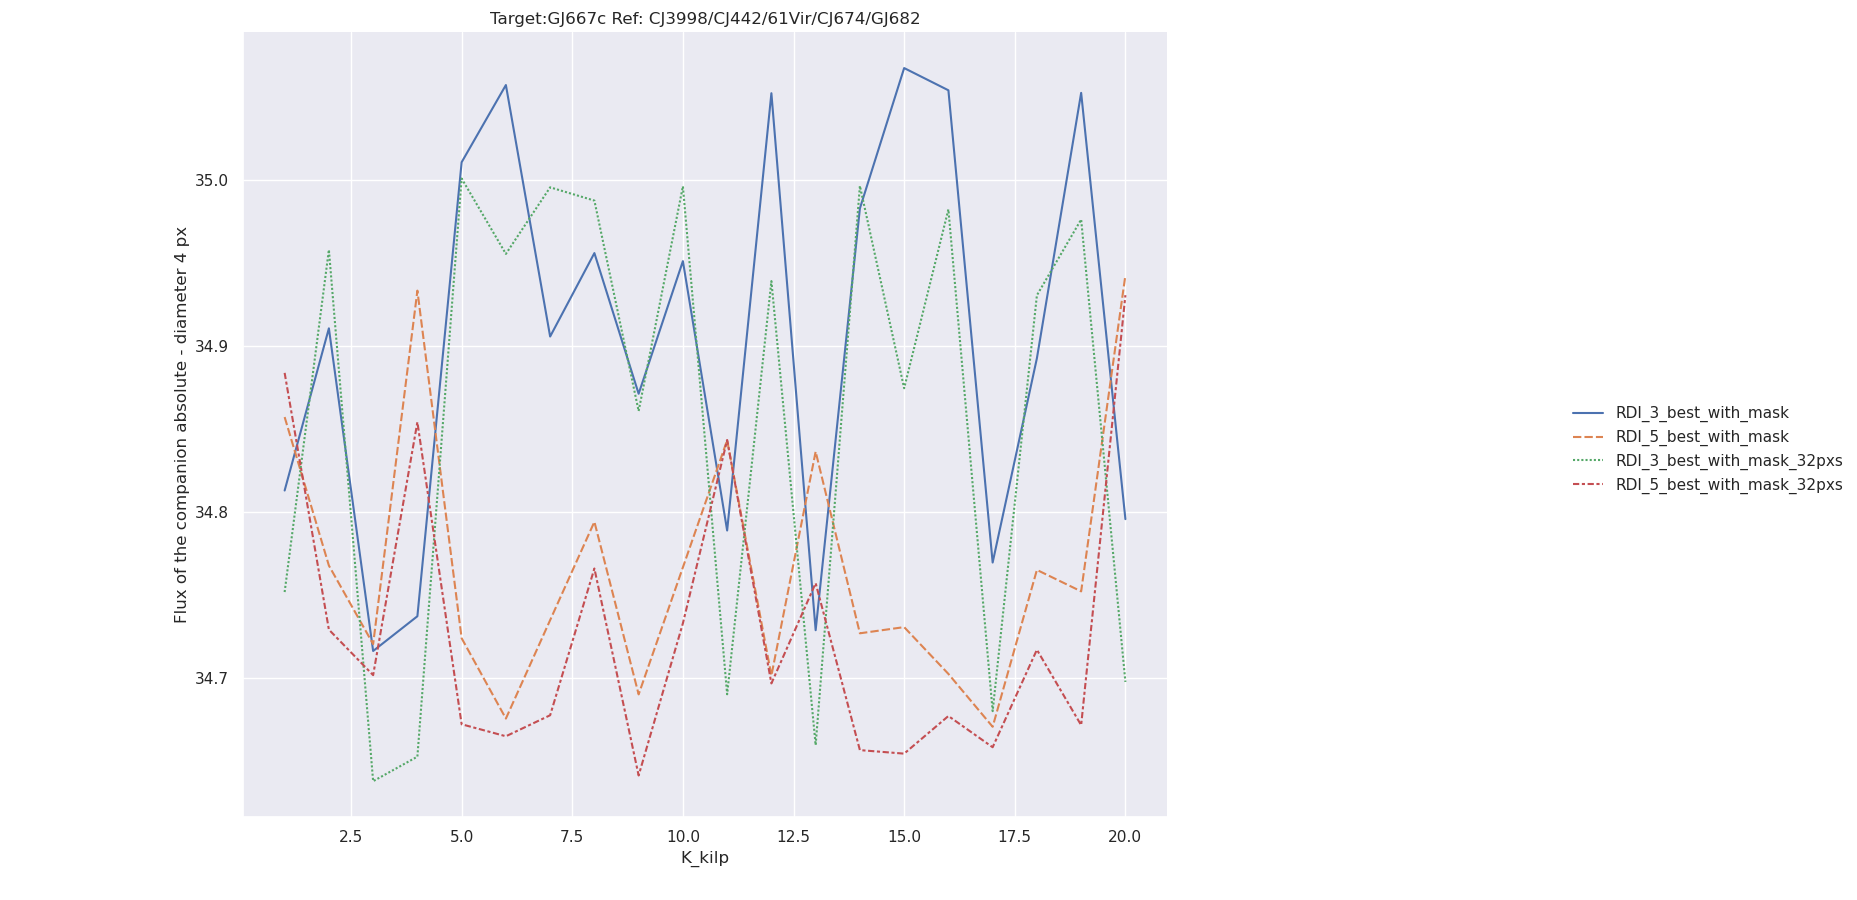 Target:GJ667c Ref: CJ3998/CJ442/61Vir/CJ674/GJ682
Flux of the companion absolute - diameter 4 px
35.0
34.9
34.8
34.7
2.5 5.0 7.5 10.0 12.5 15.0 17.5 20.0
K_kilp
RDI_3_best_with_mask
RDI_5_best_with_mask
RDI_3_best_with_mask_32pxs
RDI_5_best_with_mask_32pxs